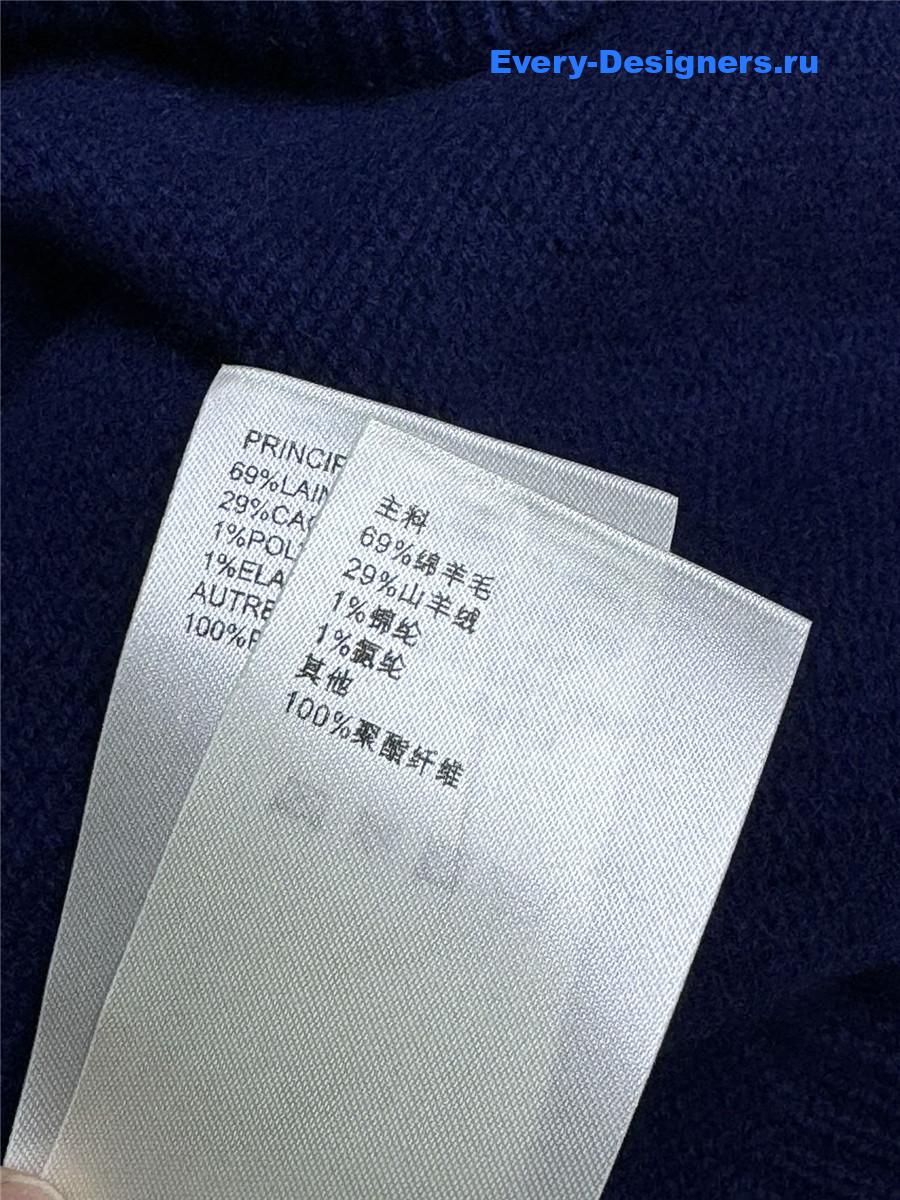 Every-Designers.ru
PRINCIP
69%LAIN
29%CA
1%POL
1%ELA
AUTRE
100%P
主料
69%绵羊毛
29%山羊绒
1%锦纶
1%氨纶
其他
100%聚酯纤维